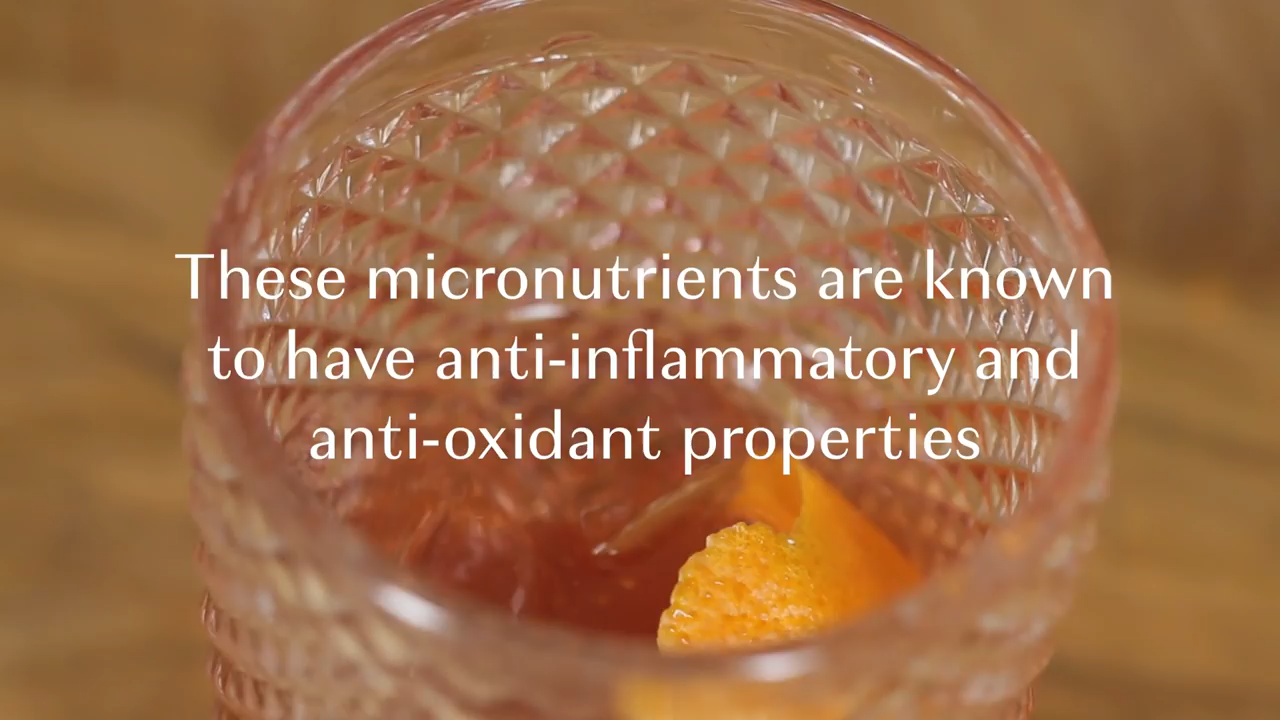 These micronutrients are known
to have anti-inflammatory and
anti-oxidant properties